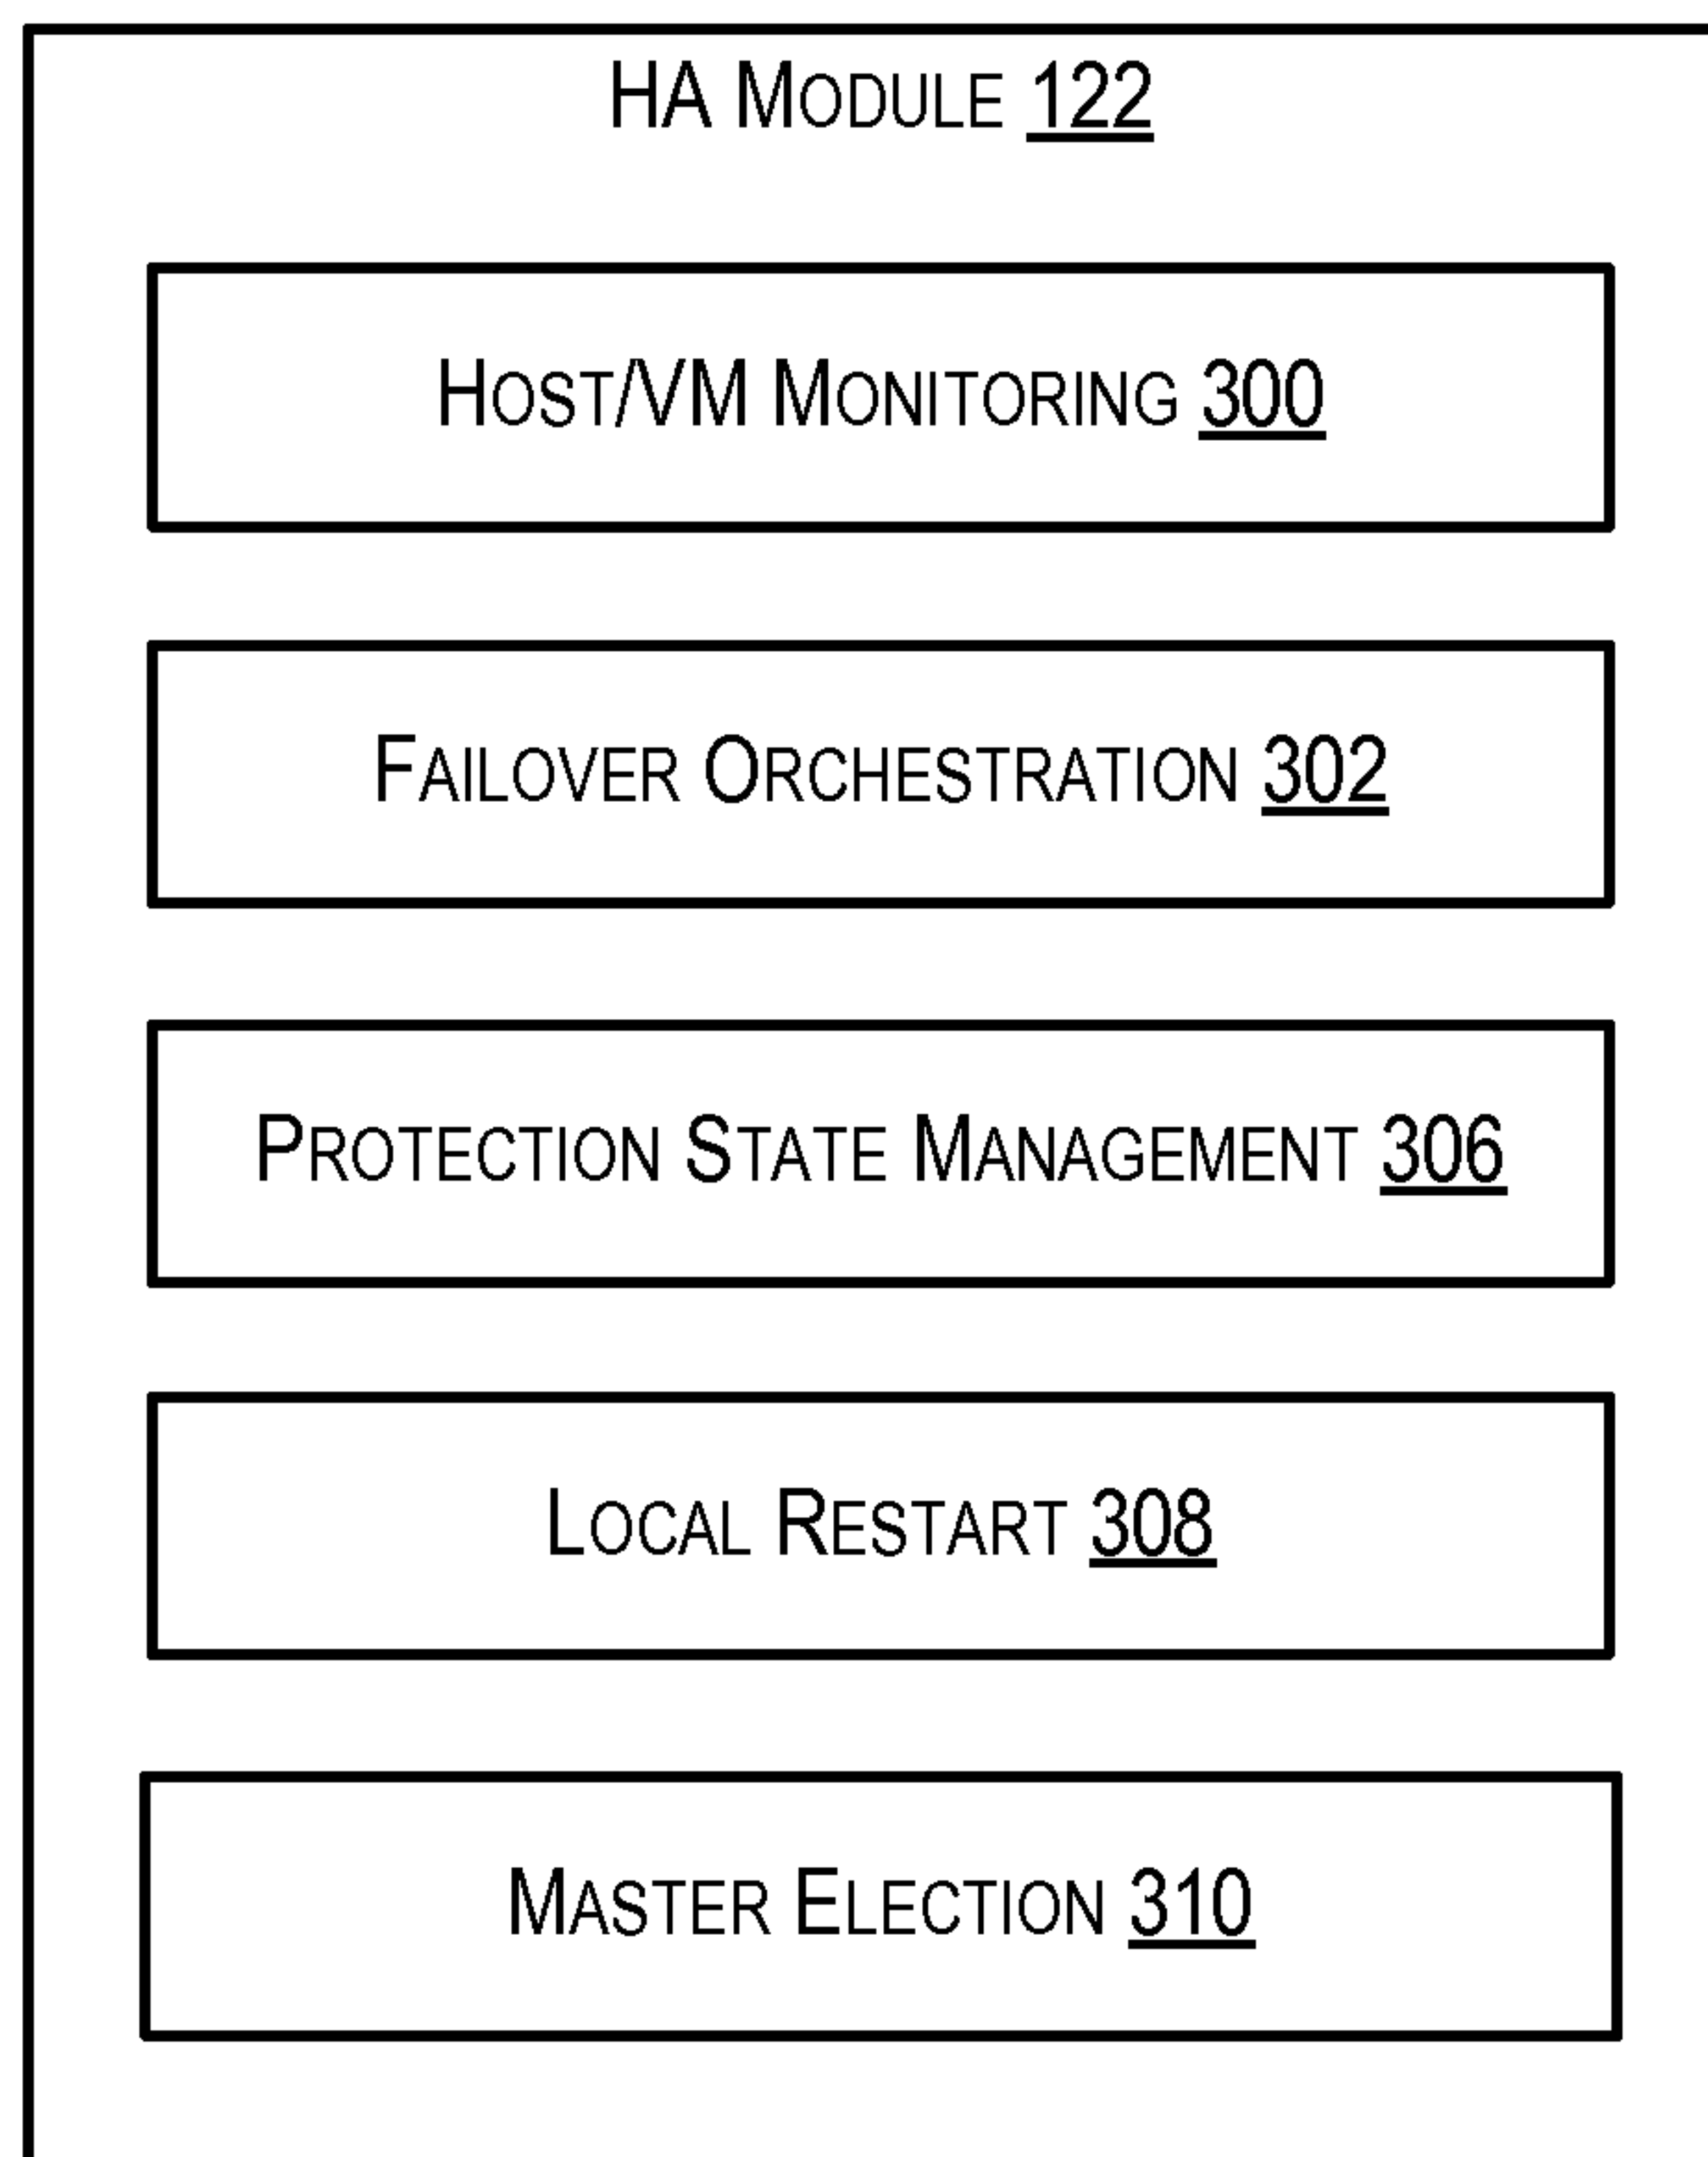 HA Module 122
Host/VM Monitoring 300
Failover Orchestration 302
Protection State Management 306
Local Restart 308
Master Election 310